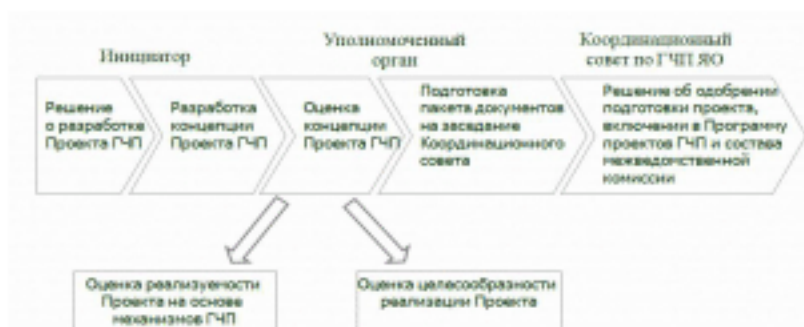 Инициатор
Уполномоченный
орган
Координационный
совет по ГЧП ЯО
Решение
о разработке
Проекта ГЧП
Разработка
концепции
Проекта ГЧП
Оценка
концепции
Проекта ГЧП
Подготовка
пакета документов
на заседание
Координационного
совета
Решение об одобрении
подготовки проекта,
включении в Программу
проектов ГЧП и состава
межведомственной
комиссии
Оценка реализуемости
Проекта на основе
механизмов ГЧП
Оценка целесообразности
реализации Проекта